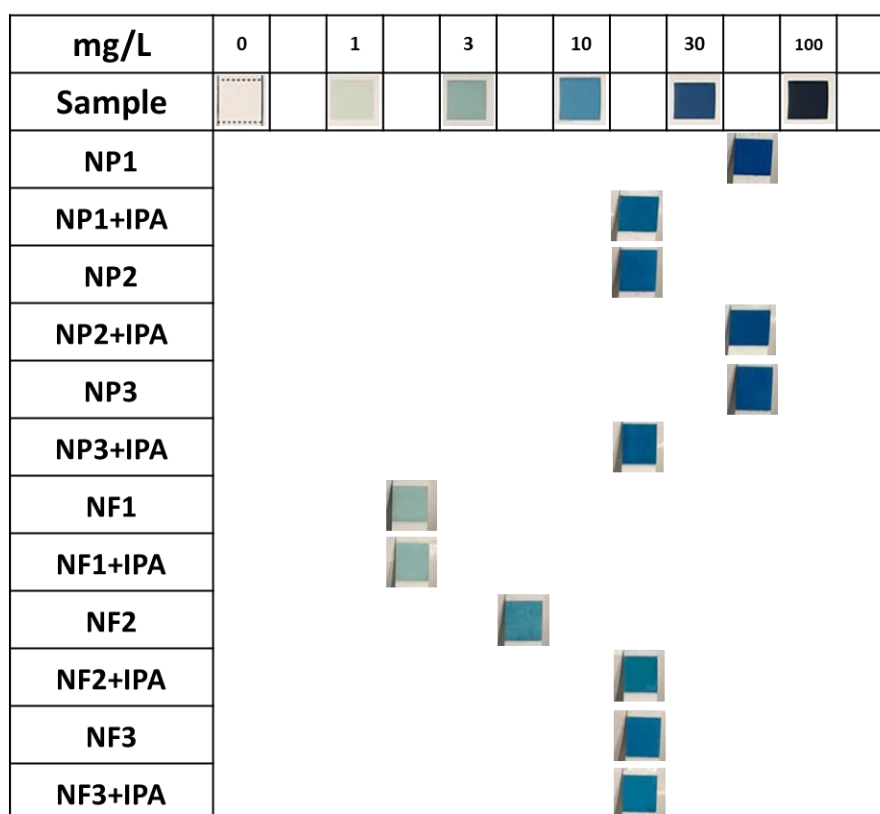 mg/L 0 1 3 10 30 100
Sample
NP1
NP1+IPA
NP2
NP2+IPA
NP3
NP3+IPA
NF1
NF1+IPA
NF2
NF2+IPA
NF3
NF3+IPA